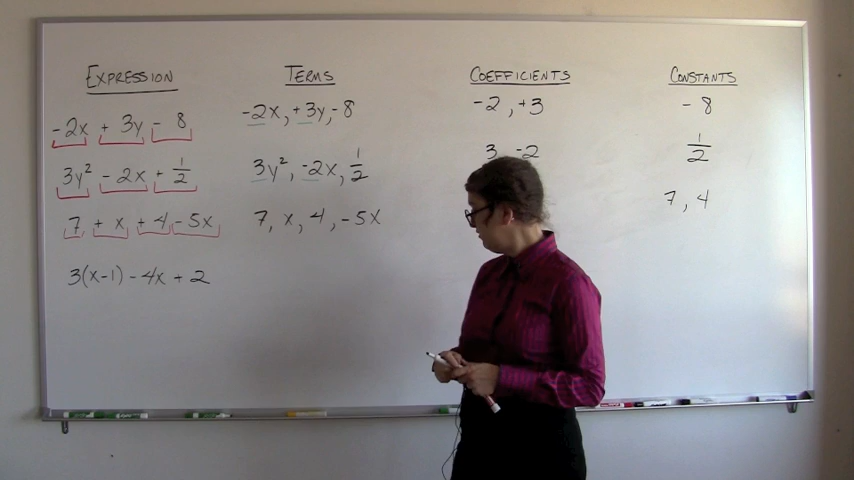 EXPRESSION TERMS COEFFICIENTS CONSTANTS
-2x + 3y - 8 -2x, +3y, -8 -2, +3 -8
3y² - 2x + 1/2 3y², -2x, 1/2 3, -2 1/2
7 + x + 4 - 5x 7, x, 4, -5x 7, 4
3(x-1) - 4x + 2